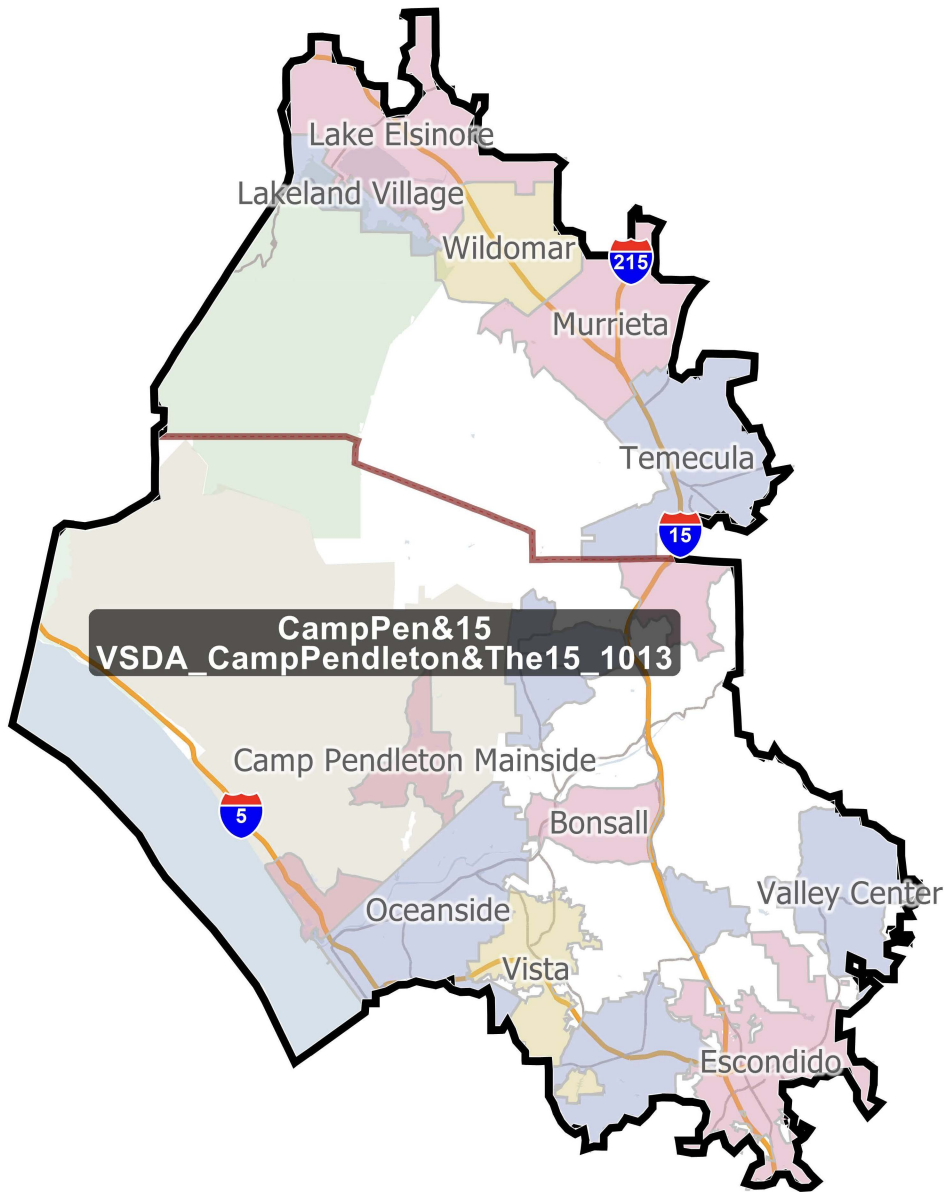 Lake Elsinore
Lakeland Village
Wildomar
215
Murrieta
Temecula
15
CampPen&15
VSDA_CampPendleton&The15_1013
Camp Pendleton Mainside
5
Bonsall
Valley Center
Oceanside
Vista
Escondido